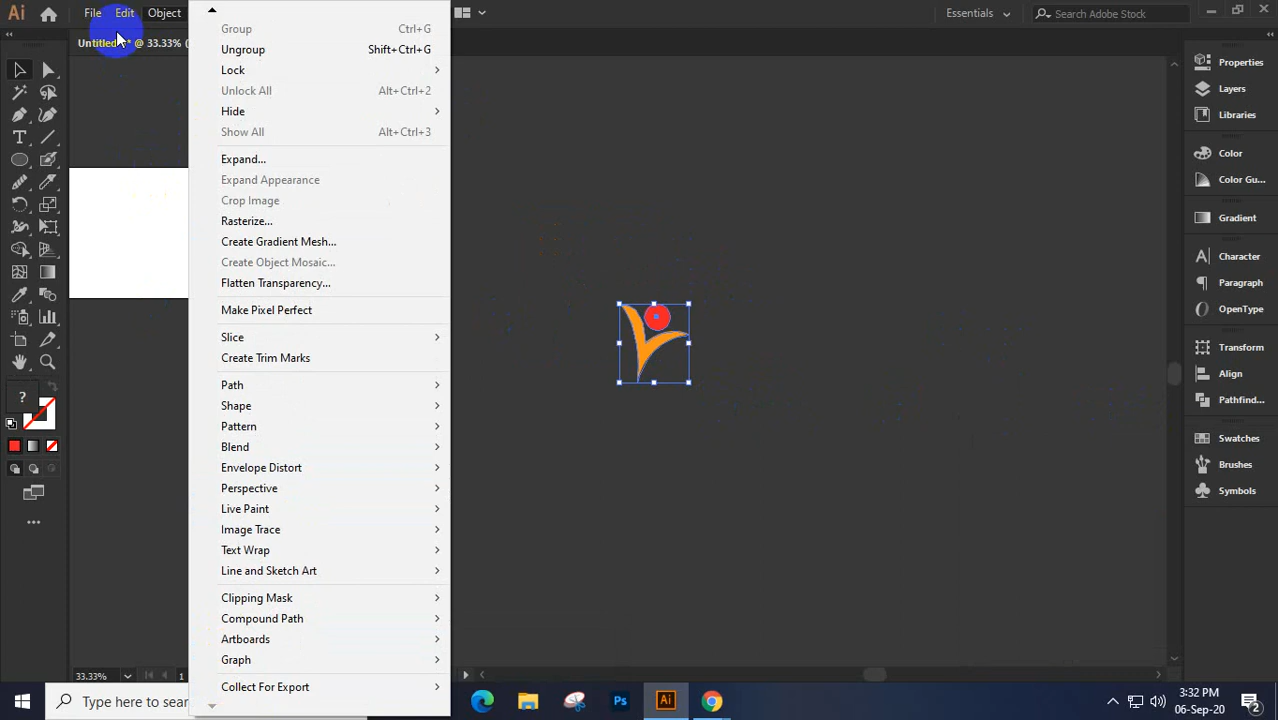 Ai File Edit Object
Essentials Search Adobe Stock
Untitled * @ 33.33% (
Group Ctrl+G
Ungroup Shift+Ctrl+G
Lock
Unlock All Alt+Ctrl+2
Hide
Show All Alt+Ctrl+3
Expand...
Expand Appearance
Crop Image
Rasterize...
Create Gradient Mesh...
Create Object Mosaic...
Flatten Transparency...
Make Pixel Perfect
Slice
Create Trim Marks
Path
Shape
Pattern
Blend
Envelope Distort
Perspective
Live Paint
Image Trace
Text Wrap
Line and Sketch Art
Clipping Mask
Compound Path
Artboards
Graph
Collect For Export
Properties
Layers
Libraries
Color
Color Gu...
Gradient
Character
Paragraph
OpenType
Transform
Align
Pathfind...
Swatches
Brushes
Symbols
?
33.33% 1
Type here to sear
Ps Ai
3:32 PM
06-Sep-20
2